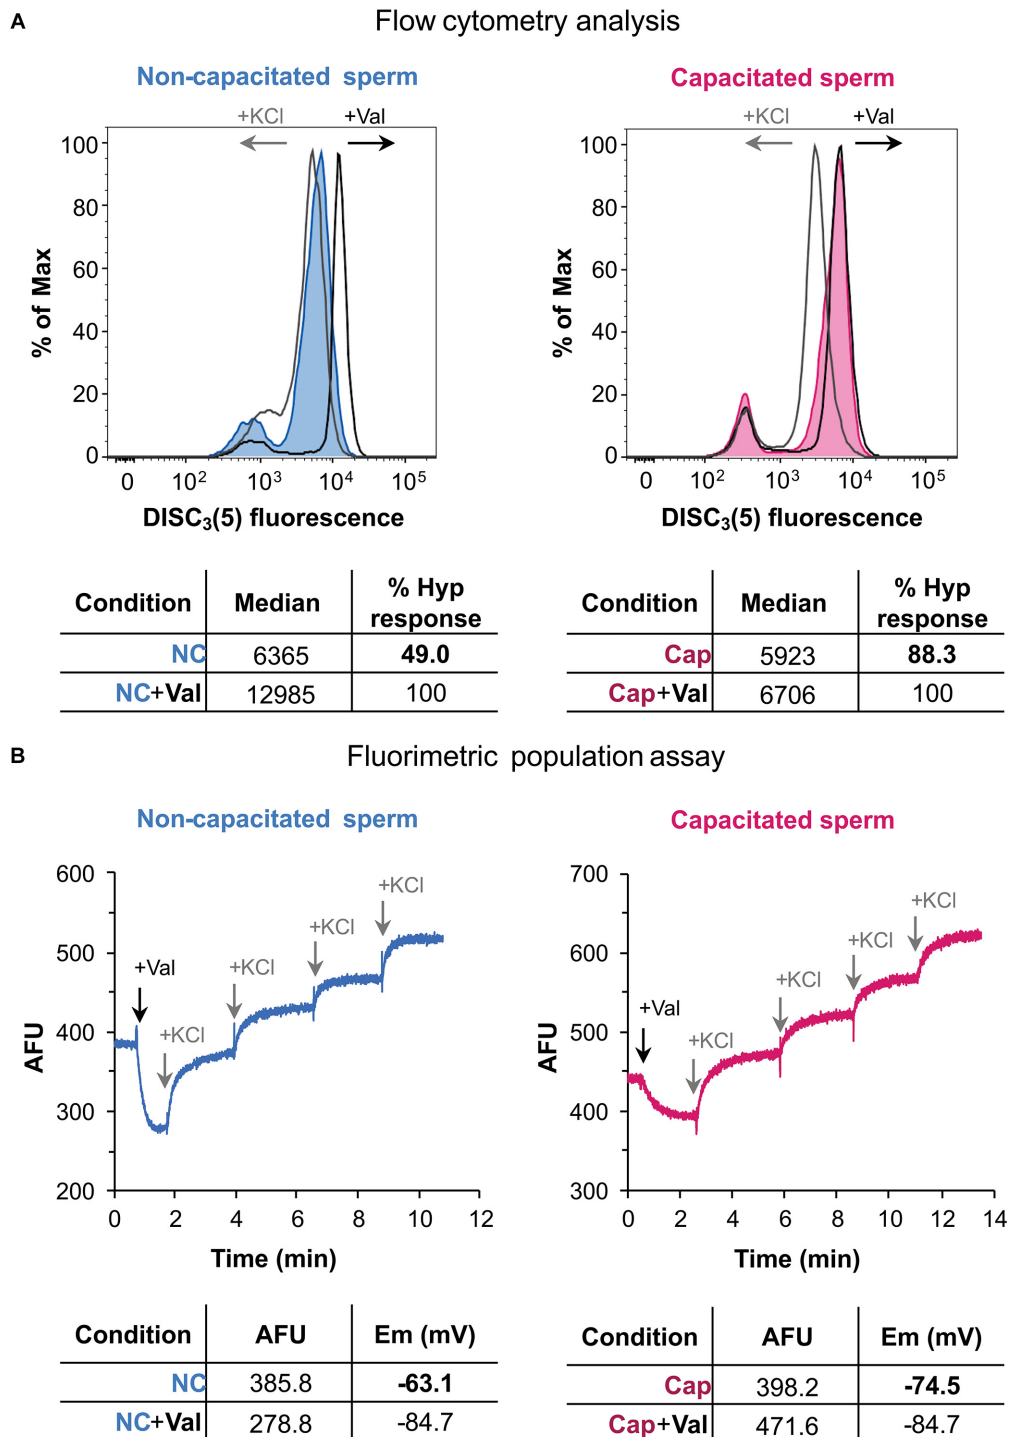 A
Flow cytometry analysis
Non-capacitated sperm
Capacitated sperm
+KCl +Val
+KCl +Val
% of Max
100
80
60
40
20
0
0 10² 10³ 10⁴ 10⁵
DISC₃(5) fluorescence
% of Max
100
80
60
40
20
0
0 10² 10³ 10⁴ 10⁵
DISC₃(5) fluorescence
Condition Median % Hyp response
NC 6365 49.0
NC+Val 12985 100
Condition Median % Hyp response
Cap 5923 88.3
Cap+Val 6706 100
B
Fluorimetric population assay
Non-capacitated sperm
Capacitated sperm
AFU
600
500
400
300
200
+Val
+KCl
+KCl
+KCl
+KCl
0 2 4 6 8 10 12
Time (min)
AFU
700
600
500
400
300
+Val
+KCl
+KCl
+KCl
+KCl
0 2 4 6 8 10 12 14
Time (min)
Condition AFU Em (mV)
NC 385.8 -63.1
NC+Val 278.8 -84.7
Condition AFU Em (mV)
Cap 398.2 -74.5
Cap+Val 471.6 -84.7